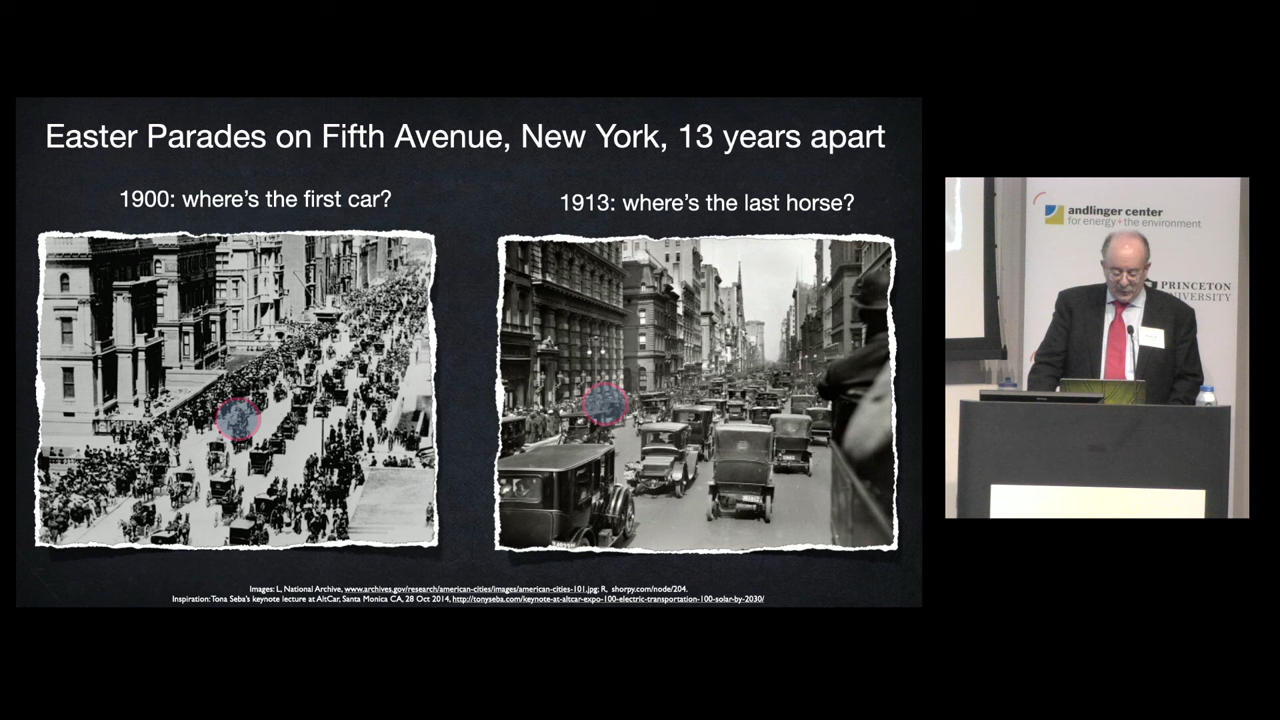 Easter Parades on Fifth Avenue, New York, 13 years apart
1900: where's the first car?
1913: where's the last horse?
Images: L, National Archive, www.archives.gov/research/american-cities/images/american-cities-101.jpg; R, shorpy.com/node/204.
Inspiration: Tona Seba's keynote lecture at AltCar, Santa Monica CA, 28 Oct 2014, http://tonyseba.com/keynote-at-altcar-expo-100-electric-transportation-100-solar-by-2030/
andlinger center
for energy+the environment
PRINCETON
UNIVERSITY